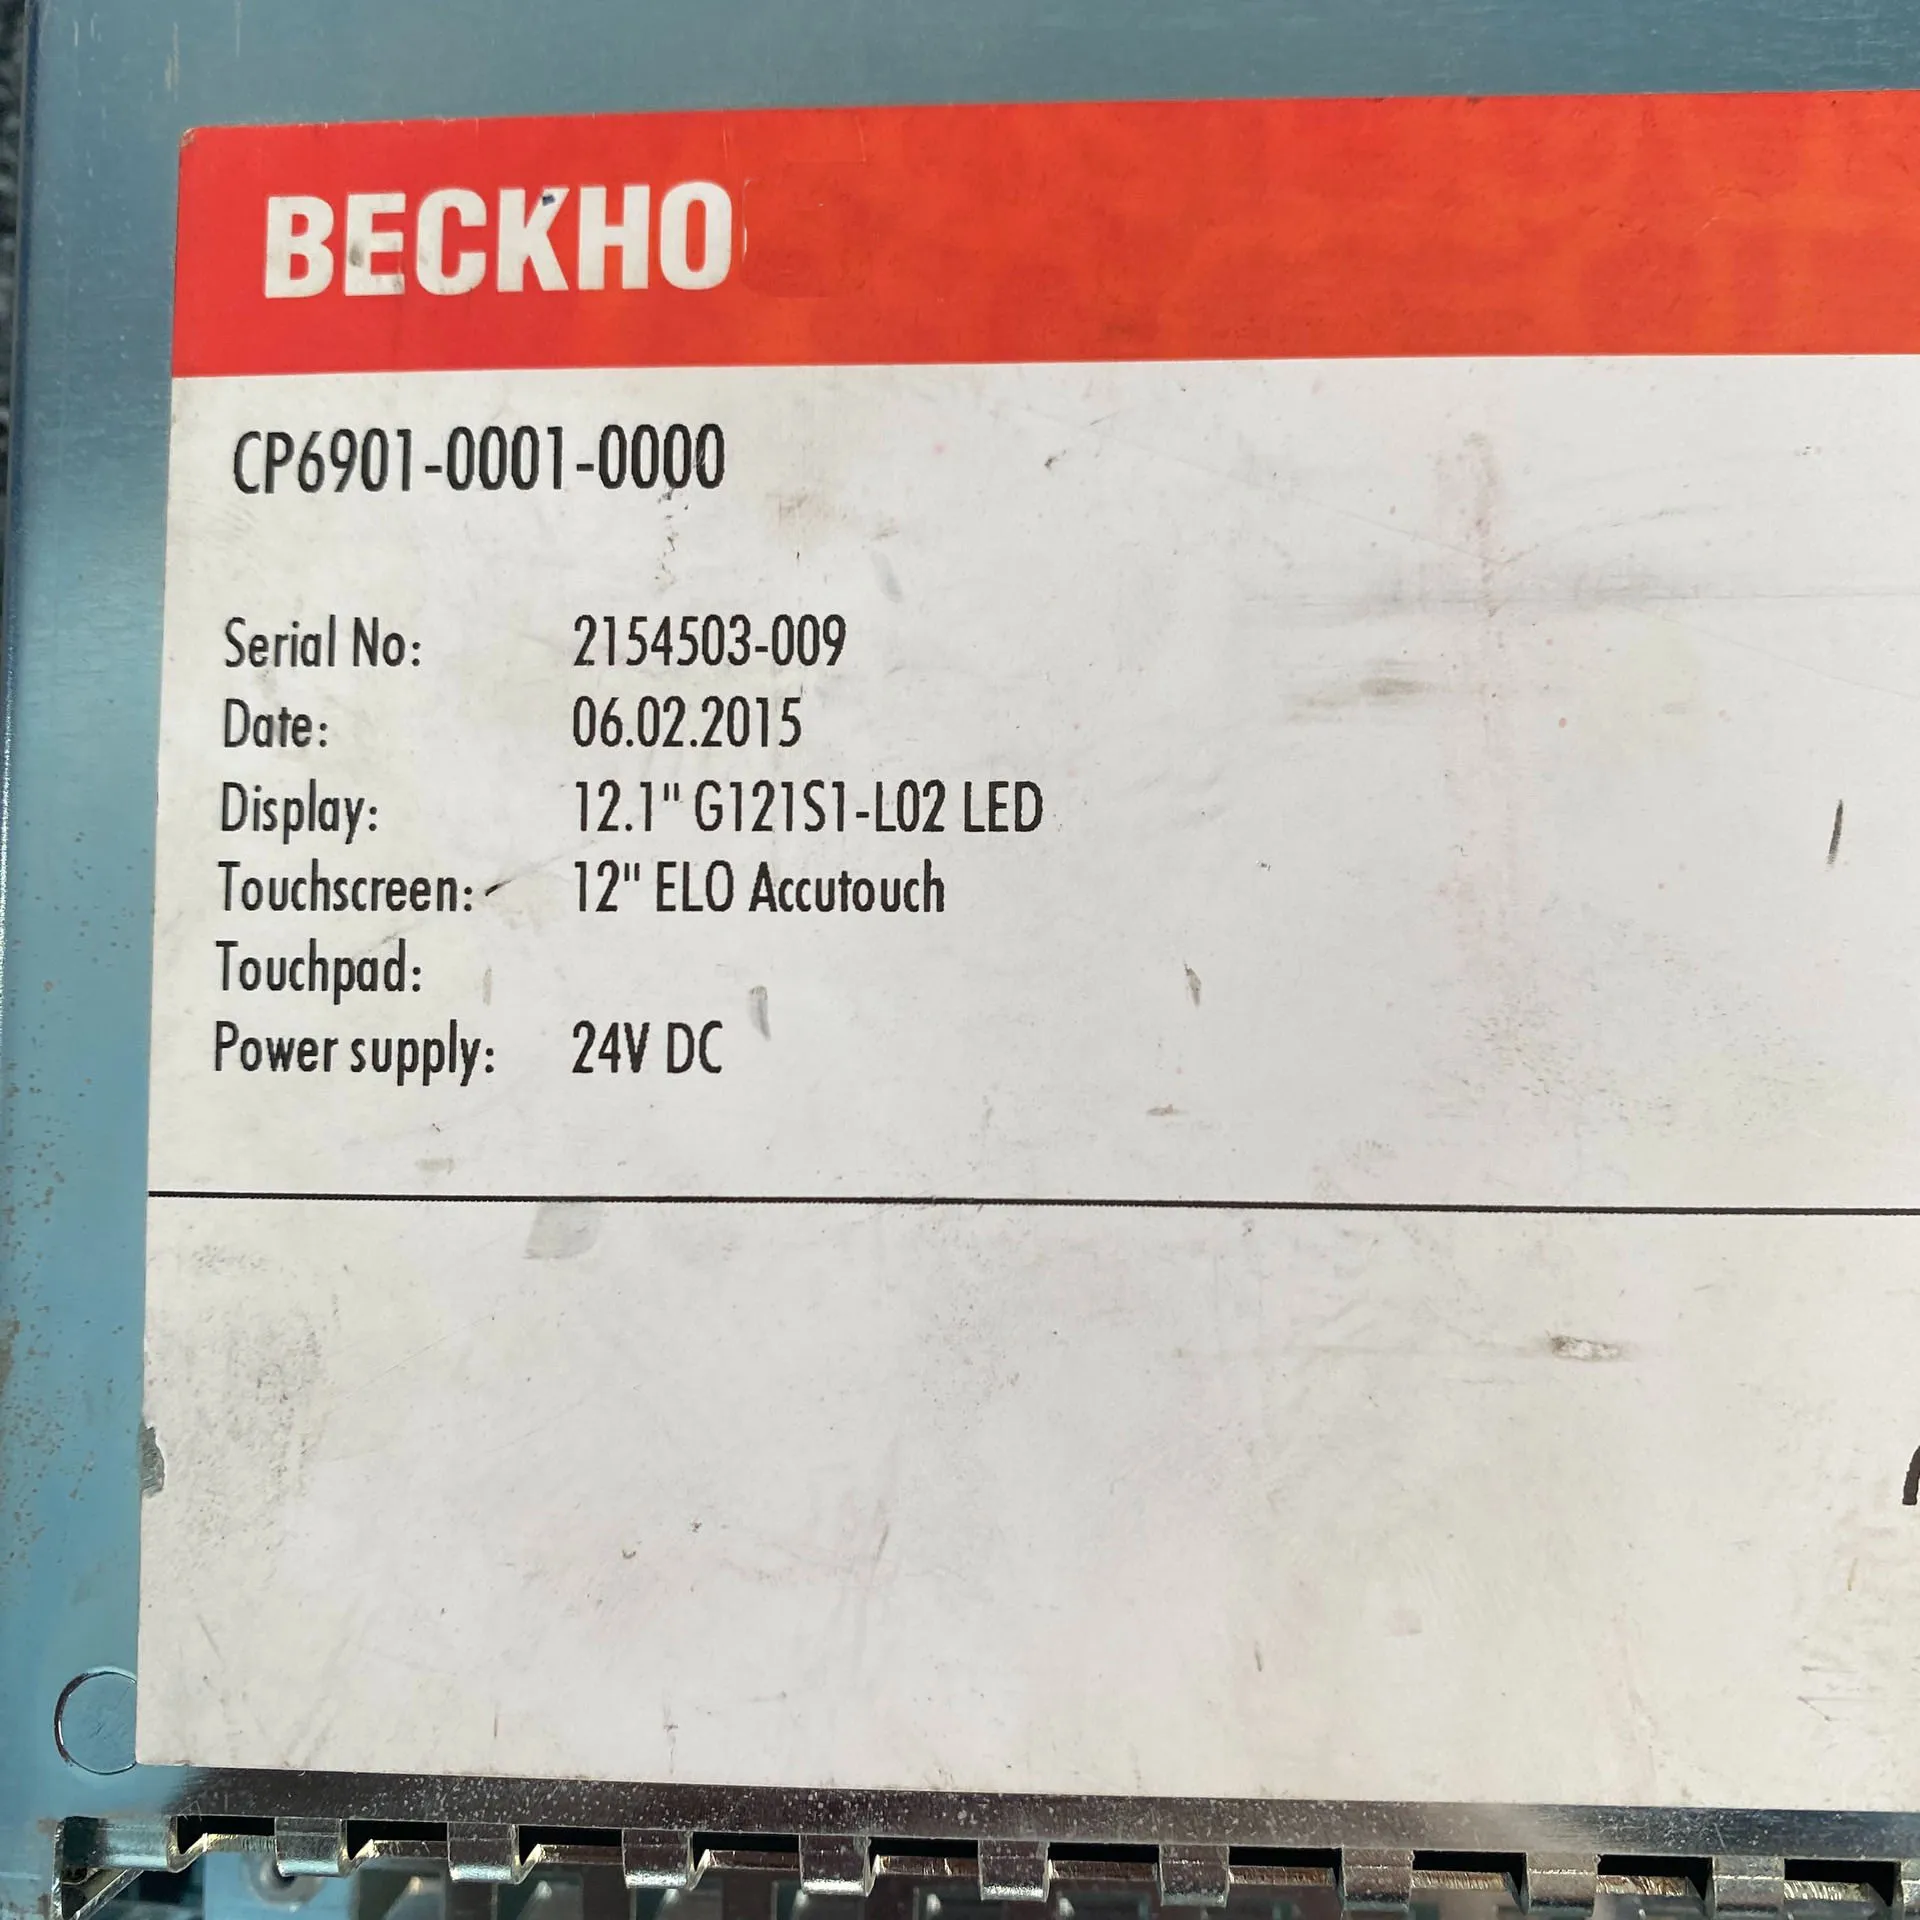 BECKHO
CP6901-0001-0000
Serial No: 2154503-009
Date: 06.02.2015
Display: 12.1" G121S1-L02 LED
Touchscreen: 12" ELO Accutouch
Touchpad:
Power supply: 24V DC